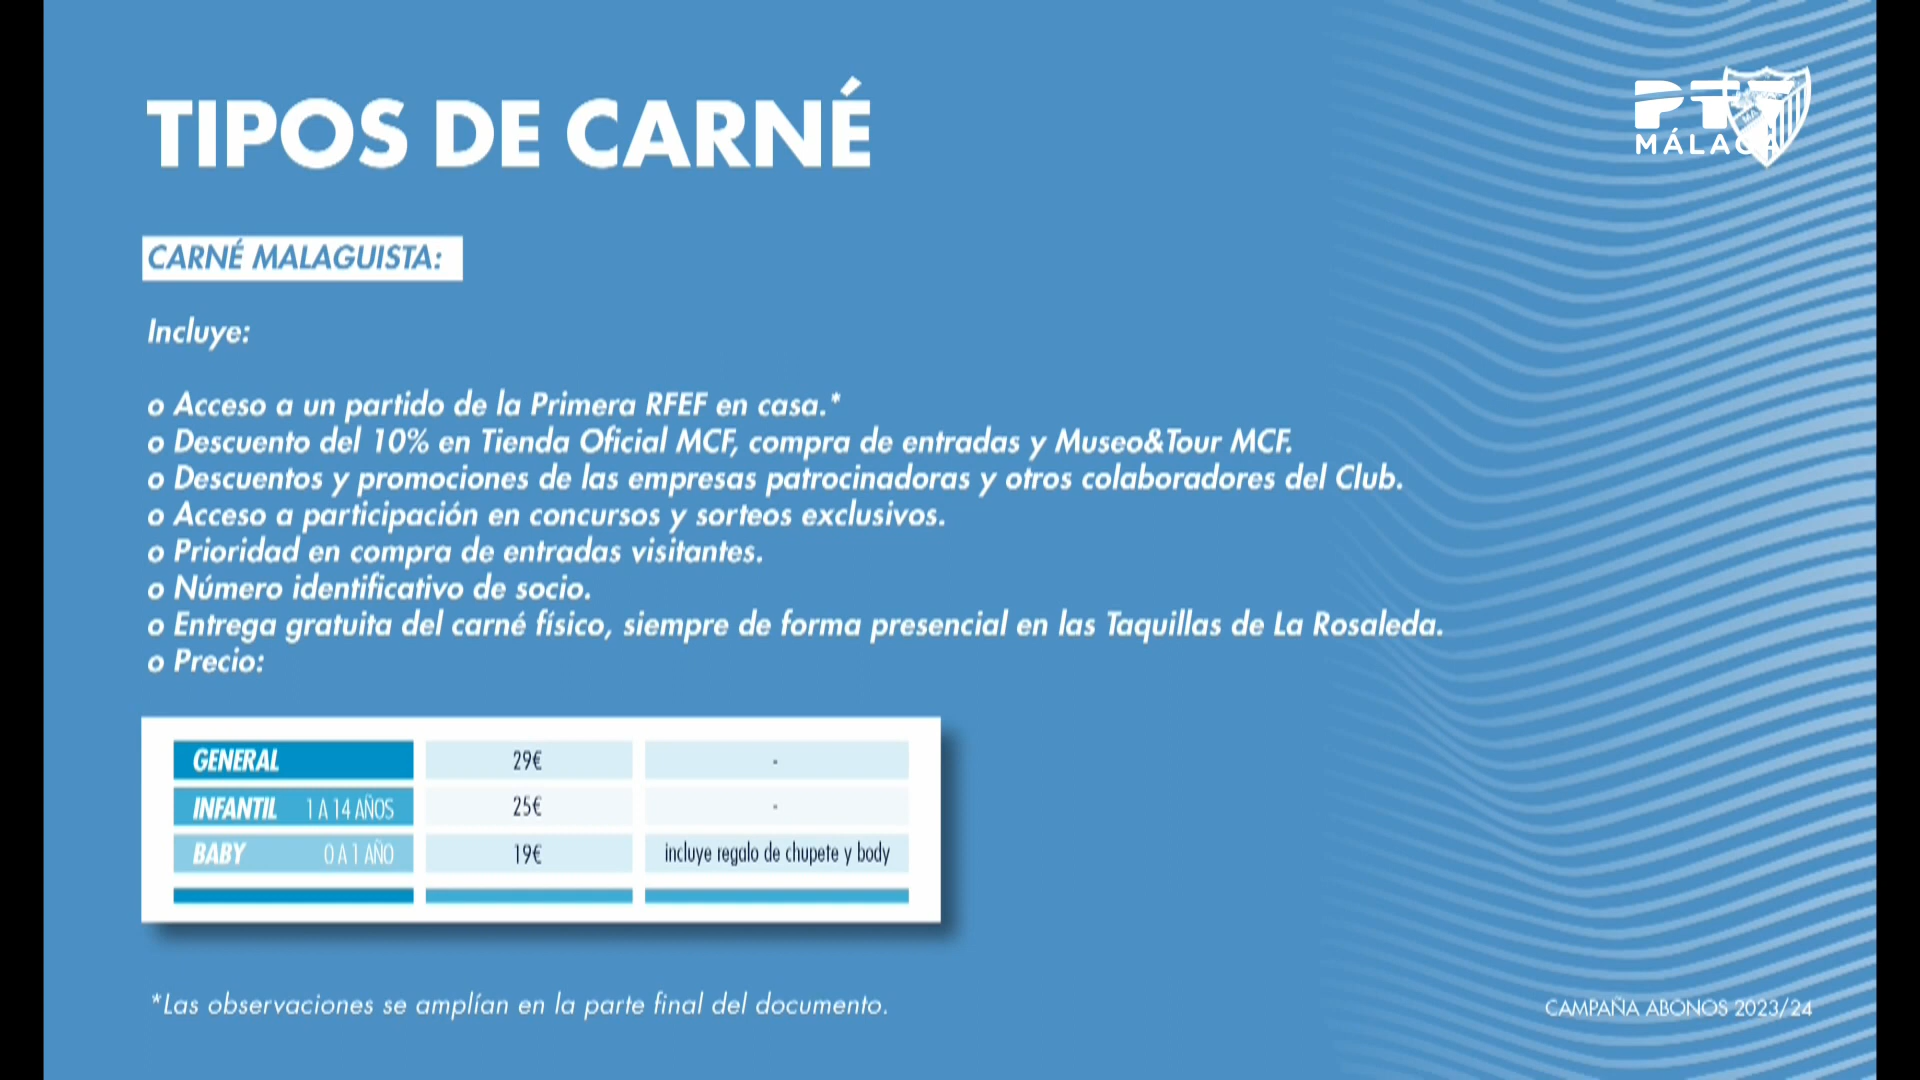 TIPOS DE CARNÉ
PTV
MÁLAGA
CARNÉ MALAGUISTA:
Incluye:
o Acceso a un partido de la Primera RFEF en casa.*
o Descuento del 10% en Tienda Oficial MCF, compra de entradas y Museo&Tour MCF.
o Descuentos y promociones de las empresas patrocinadoras y otros colaboradores del Club.
o Acceso a participación en concursos y sorteos exclusivos.
o Prioridad en compra de entradas visitantes.
o Número identificativo de socio.
o Entrega gratuita del carné físico, siempre de forma presencial en las Taquillas de La Rosaleda.
o Precio:
GENERAL 29€ -
INFANTIL 1 A 14 AÑOS 25€ -
BABY 0 A 1 AÑO 19€ incluye regalo de chupete y body
*Las observaciones se amplían en la parte final del documento.
CAMPAÑA ABONOS 2023/24